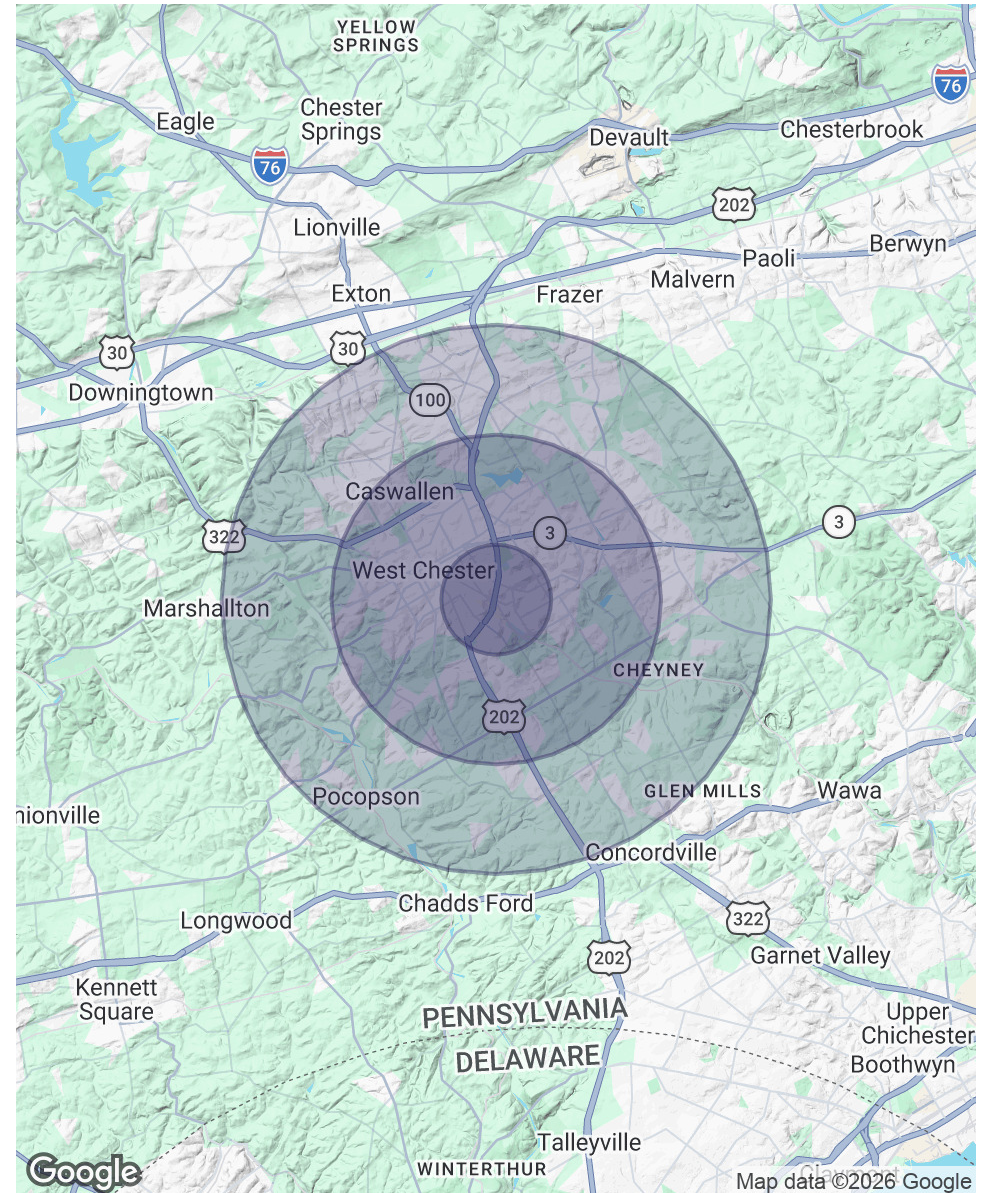 YELLOW
SPRINGS
76
Eagle
Chester
Springs
Devault
Chesterbrook
76
202
Lionville
Berwyn
Paoli
Malvern
Exton
Frazer
30
30
Downingtown
100
Caswallen
3
3
322
West Chester
Marshallton
CHEYNEY
202
GLEN MILLS
Wawa
Pocopson
nionville
Concordville
Chadds Ford
Longwood
322
202
Garnet Valley
Kennett
Square
PENNSYLVANIA
Upper
Chichester
DELAWARE
Boothwyn
Talleyville
WINTERTHUR
Claymont
Google
Map data ©2026 Google